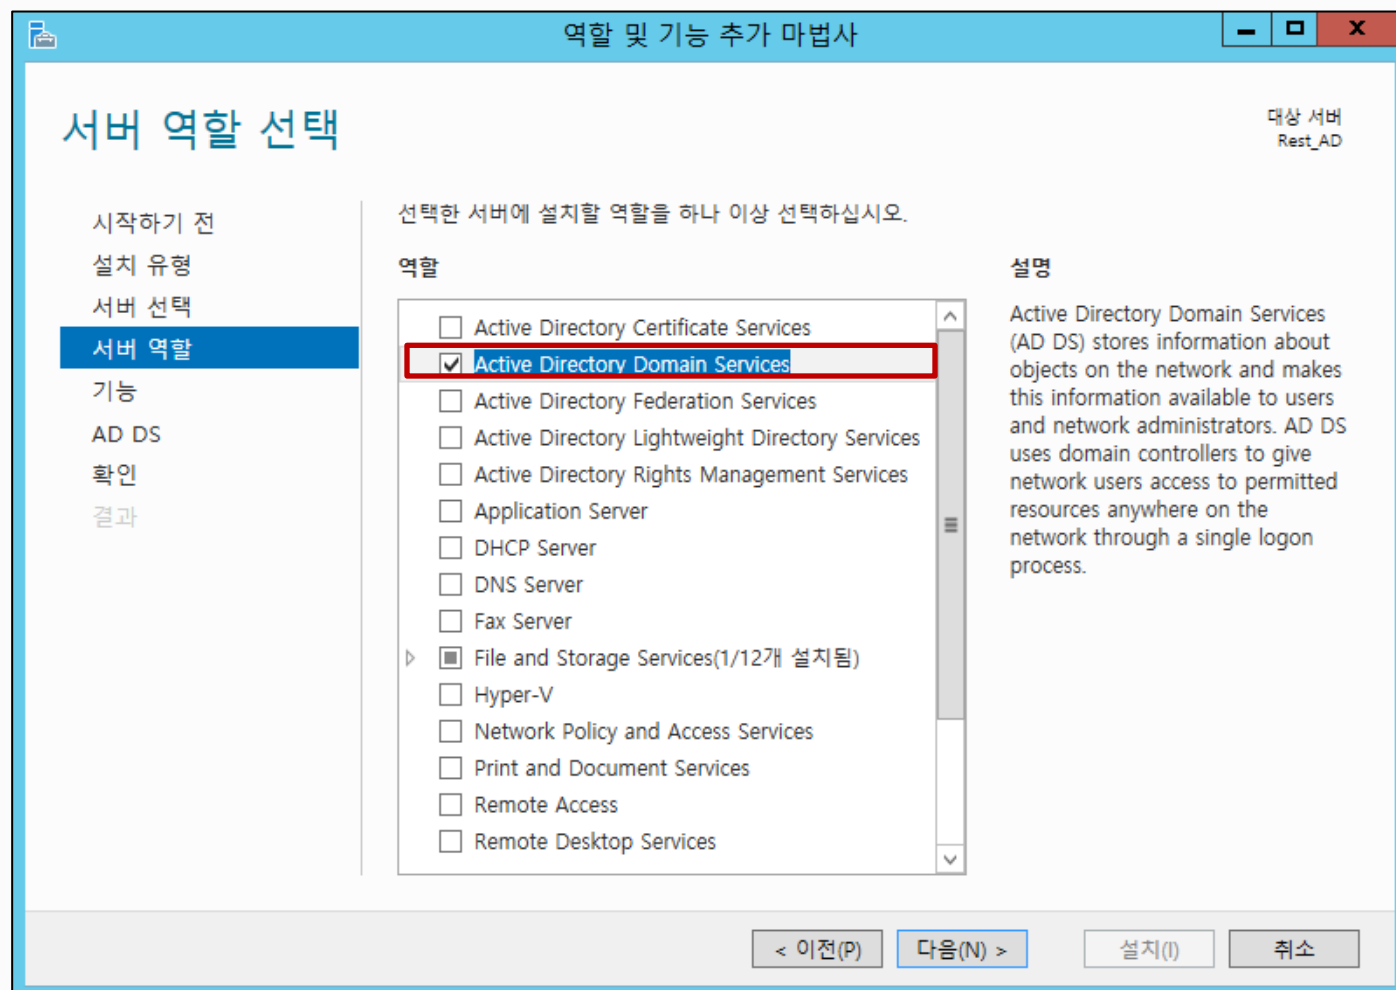 역할 및 기능 추가 마법사
서버 역할 선택
대상 서버
Rest_AD
시작하기 전
설치 유형
서버 선택
서버 역할
기능
AD DS
확인
결과
선택한 서버에 설치할 역할을 하나 이상 선택하십시오.
역할
Active Directory Certificate Services
Active Directory Domain Services
Active Directory Federation Services
Active Directory Lightweight Directory Services
Active Directory Rights Management Services
Application Server
DHCP Server
DNS Server
Fax Server
File and Storage Services(1/12개 설치됨)
Hyper-V
Network Policy and Access Services
Print and Document Services
Remote Access
Remote Desktop Services
설명
Active Directory Domain Services
(AD DS) stores information about
objects on the network and makes
this information available to users
and network administrators. AD DS
uses domain controllers to give
network users access to permitted
resources anywhere on the
network through a single logon
process.
< 이전(P)
다음(N) >
설치(I)
취소